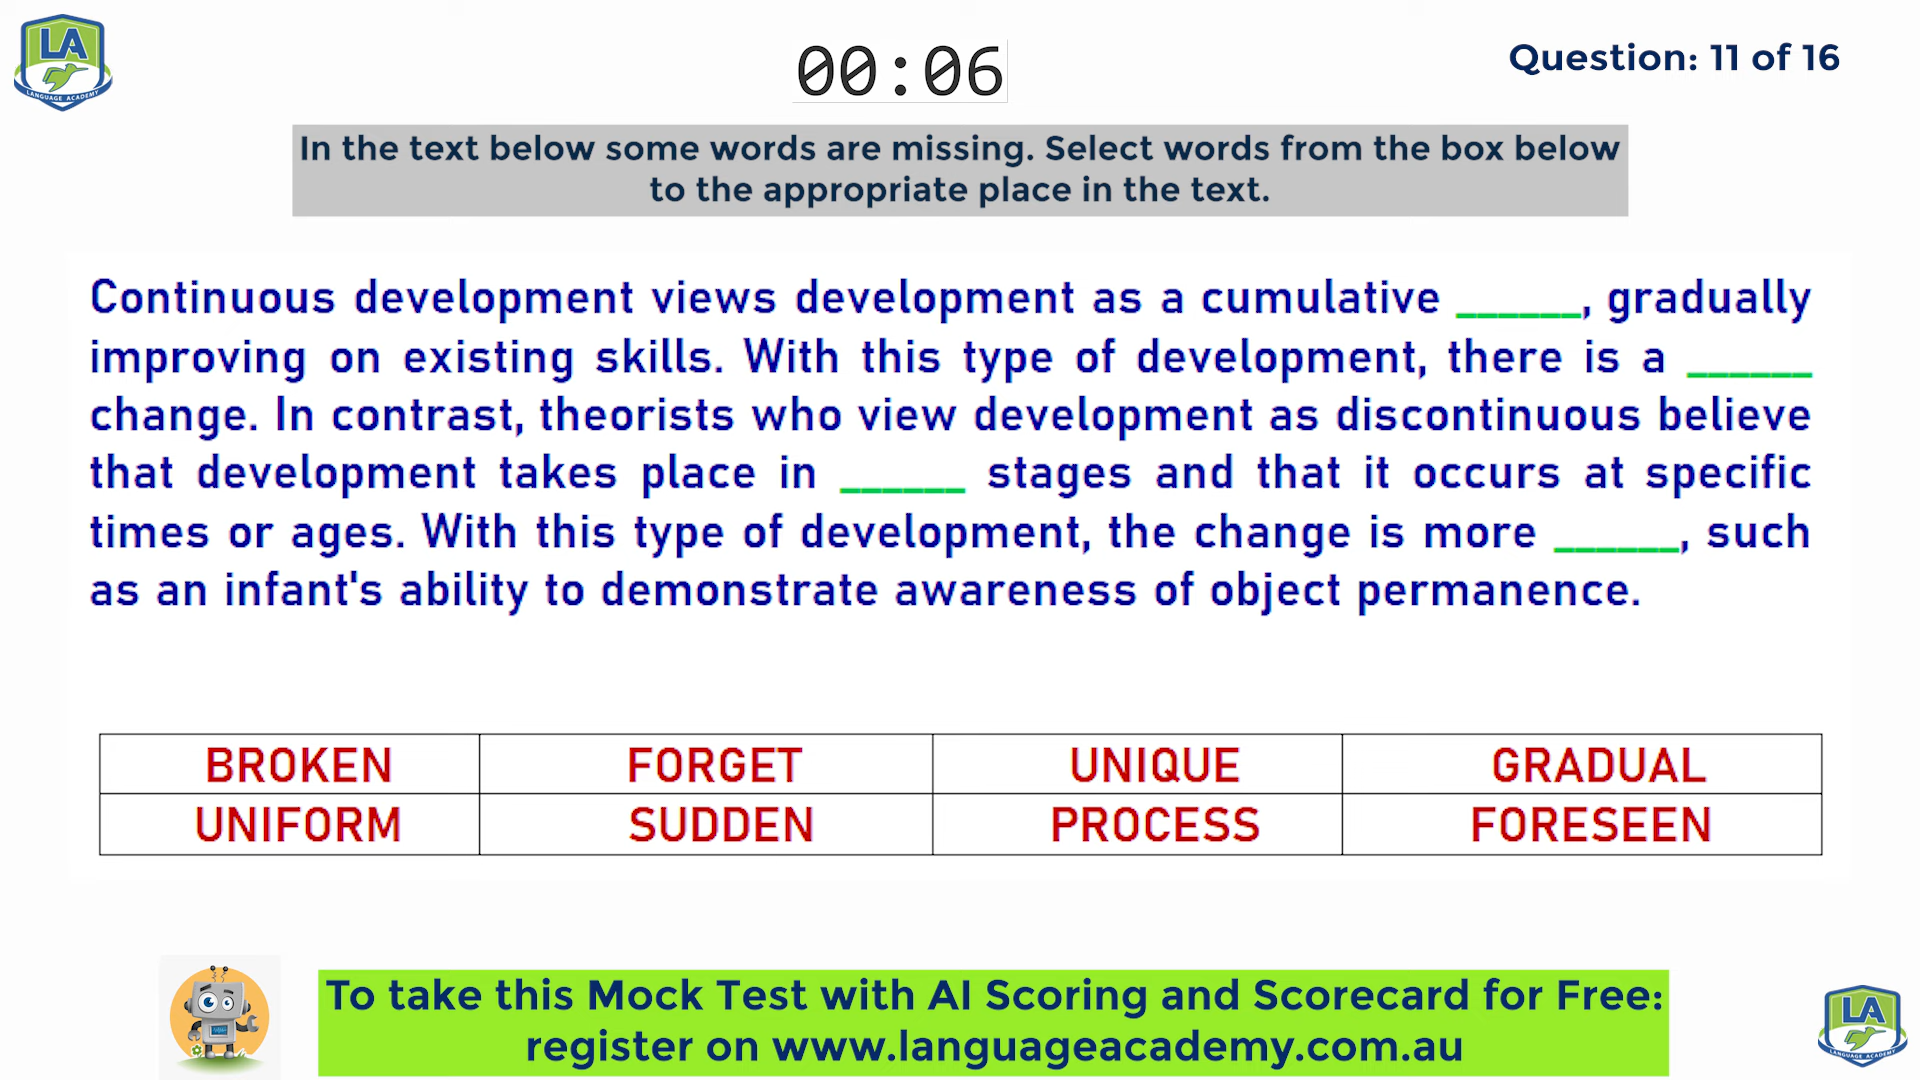 LA
LANGUAGE ACADEMY
00:06
Question: 11 of 16
In the text below some words are missing. Select words from the box below
to the appropriate place in the text.
Continuous development views development as a cumulative ______, gradually
improving on existing skills. With this type of development, there is a ______
change. In contrast, theorists who view development as discontinuous believe
that development takes place in ______ stages and that it occurs at specific
times or ages. With this type of development, the change is more ______, such
as an infant's ability to demonstrate awareness of object permanence.
BROKEN FORGET UNIQUE GRADUAL
UNIFORM SUDDEN PROCESS FORESEEN
To take this Mock Test with AI Scoring and Scorecard for Free:
register on www.languageacademy.com.au
LA
LANGUAGE ACADEMY